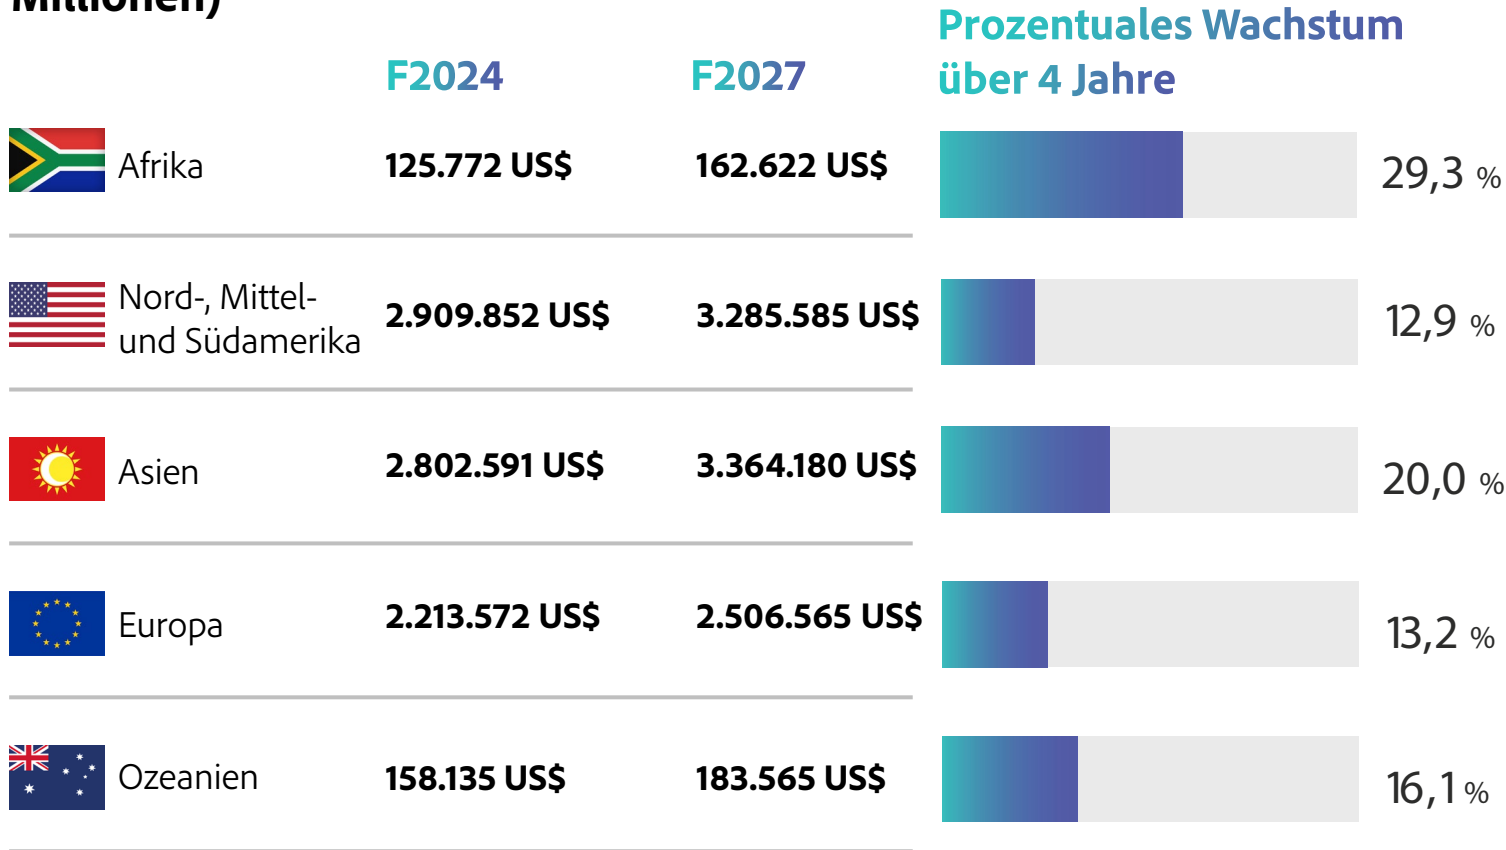 Millionen)
Prozentuales Wachstum
über 4 Jahre
F2024
F2027
Afrika
125.772 US$
162.622 US$
29,3 %
Nord-, Mittel-
und Südamerika
2.909.852 US$
3.285.585 US$
12,9 %
Asien
2.802.591 US$
3.364.180 US$
20,0 %
Europa
2.213.572 US$
2.506.565 US$
13,2 %
Ozeanien
158.135 US$
183.565 US$
16,1 %